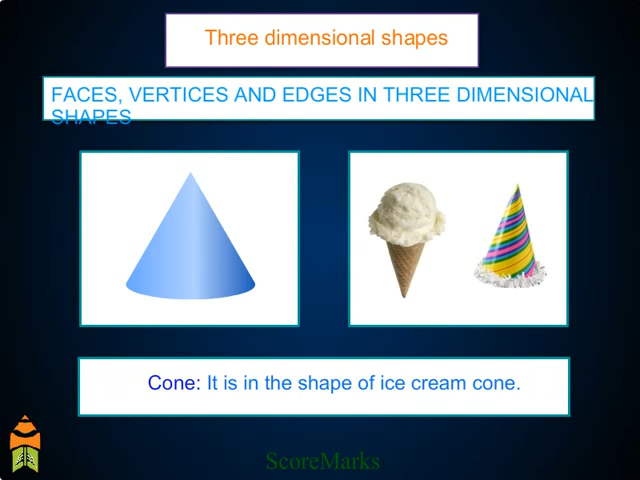 Three dimensional shapes
FACES, VERTICES AND EDGES IN THREE DIMENSIONAL
SHAPES
Cone: It is in the shape of ice cream cone.
ScoreMarks